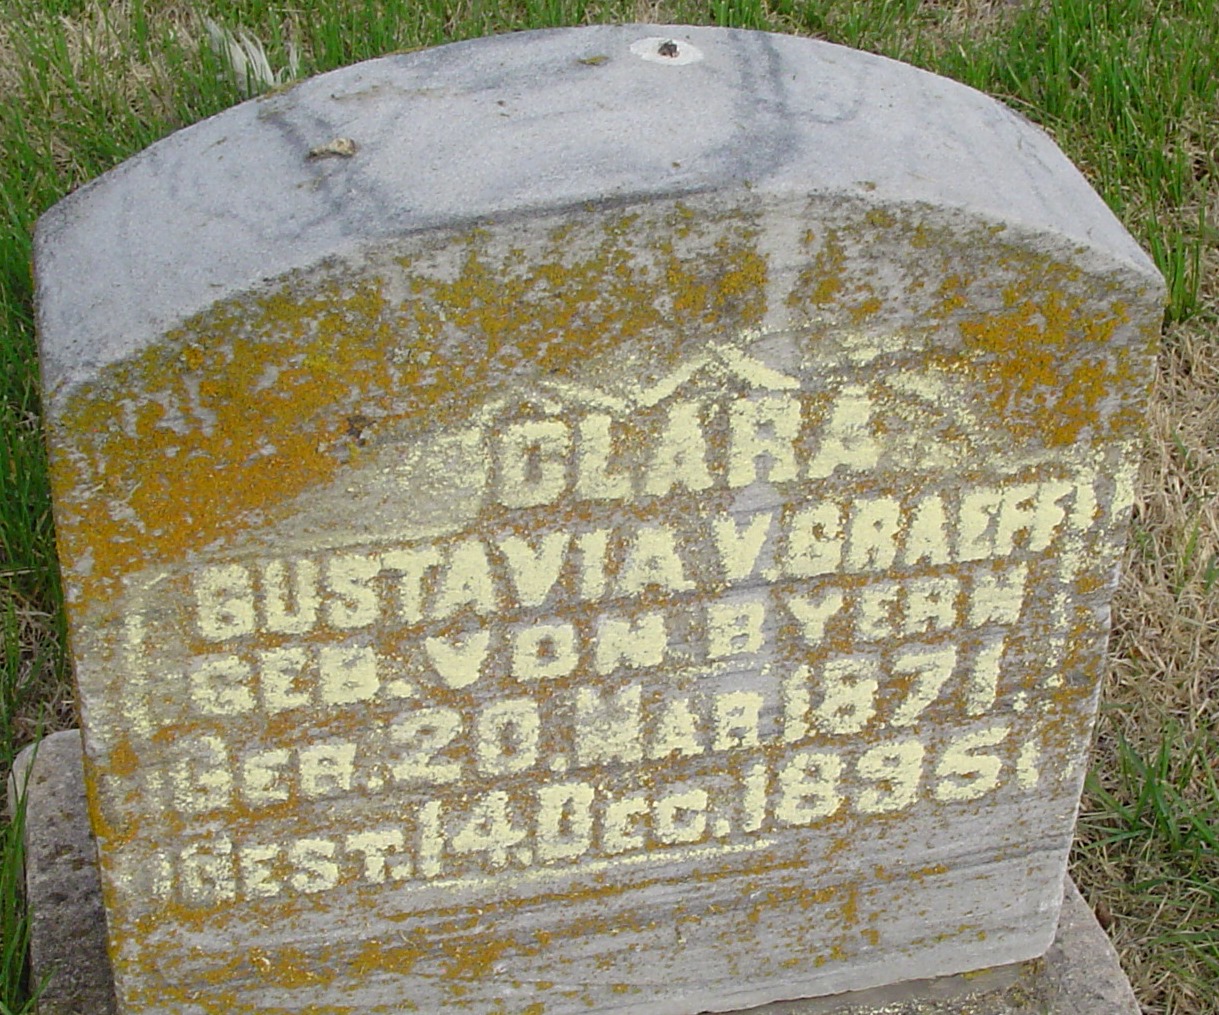 CLARA
GUSTAVIA V. GRAEFF
GEB. VON BYERN
GEB. 20. MAR. 1871.
GEST. 14. DEC. 1895